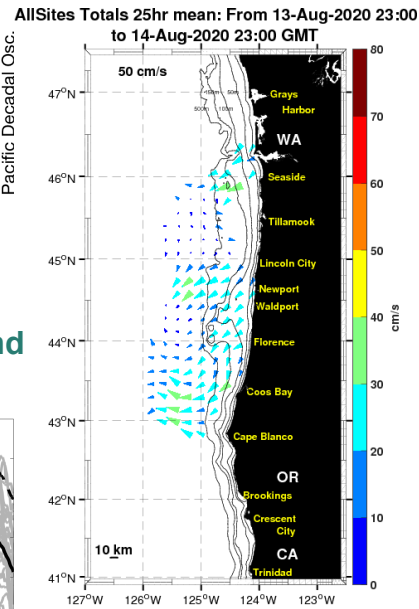 AllSites Totals 25hr mean: From 13-Aug-2020 23:00
to 14-Aug-2020 23:00 GMT
Pacific Decadal Osc.
nd
50 cm/s
47°N
46°N
45°N
44°N
43°N
42°N
41°N
Grays
Harbor
WA
Seaside
Tillamook
Lincoln City
Newport
Waldport
Florence
Coos Bay
Cape Blanco
OR
Brookings
Crescent
City
CA
Trinidad
50m
500m
10 km
127°W
126°W
125°W
124°W
123°W
80
70
60
50
40
30
20
10
0
cm/s